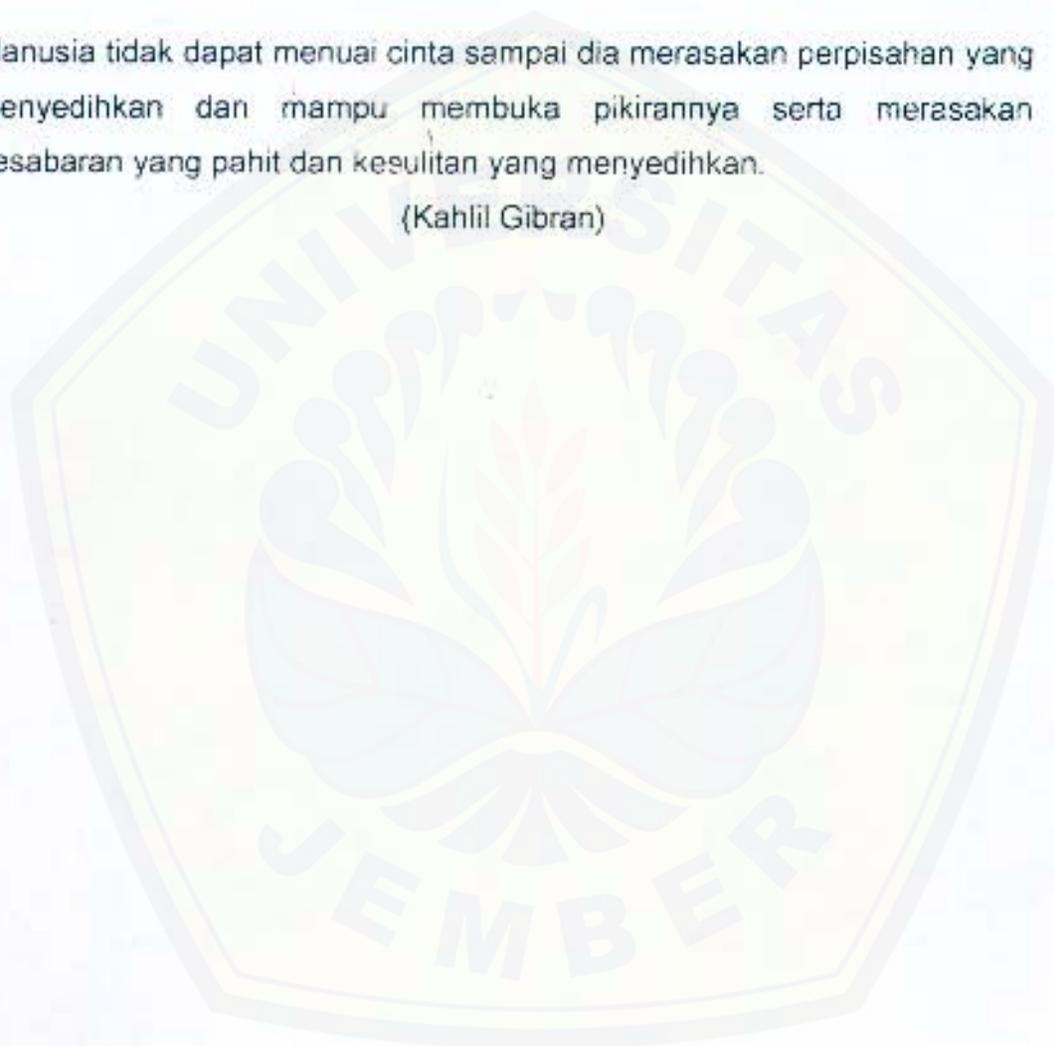 anusia tidak dapat menuai cinta sampai dia merasakan perpisahan yang
enyedihkan dan mampu membuka pikirannya serta merasakan
esabaran yang pahit dan kesulitan yang menyedihkan.
(Kahlil Gibran)
UNIVERSITAS
JEMBER